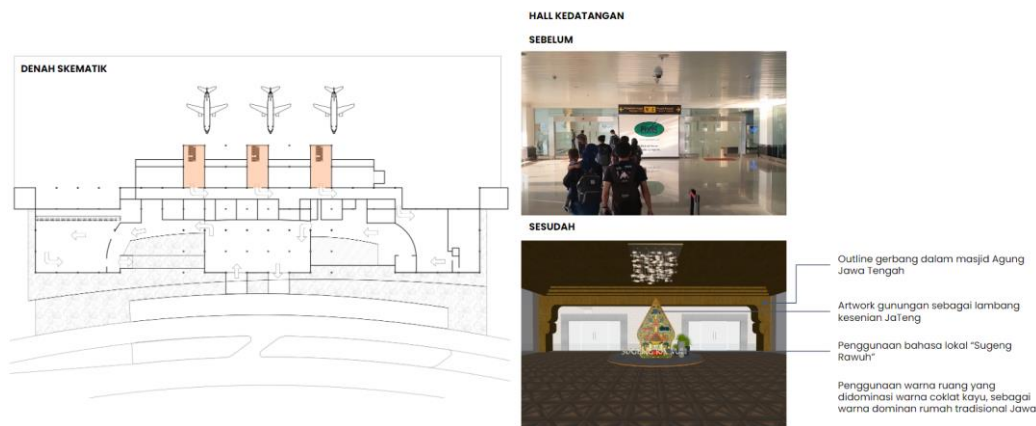 DENAH SKEMATIK
HALL KEDATANGAN
SEBELUM
SESUDAH
SUGENG RAWUH
Outline gerbang dalam masjid Agung
Jawa Tengah
Artwork gunungan sebagai lambang
kesenian JaTeng
Penggunaan bahasa lokal “Sugeng
Rawuh”
Penggunaan warna ruang yang
didominasi warna coklat kayu, sebagai
warna dominan rumah tradisional Jawa